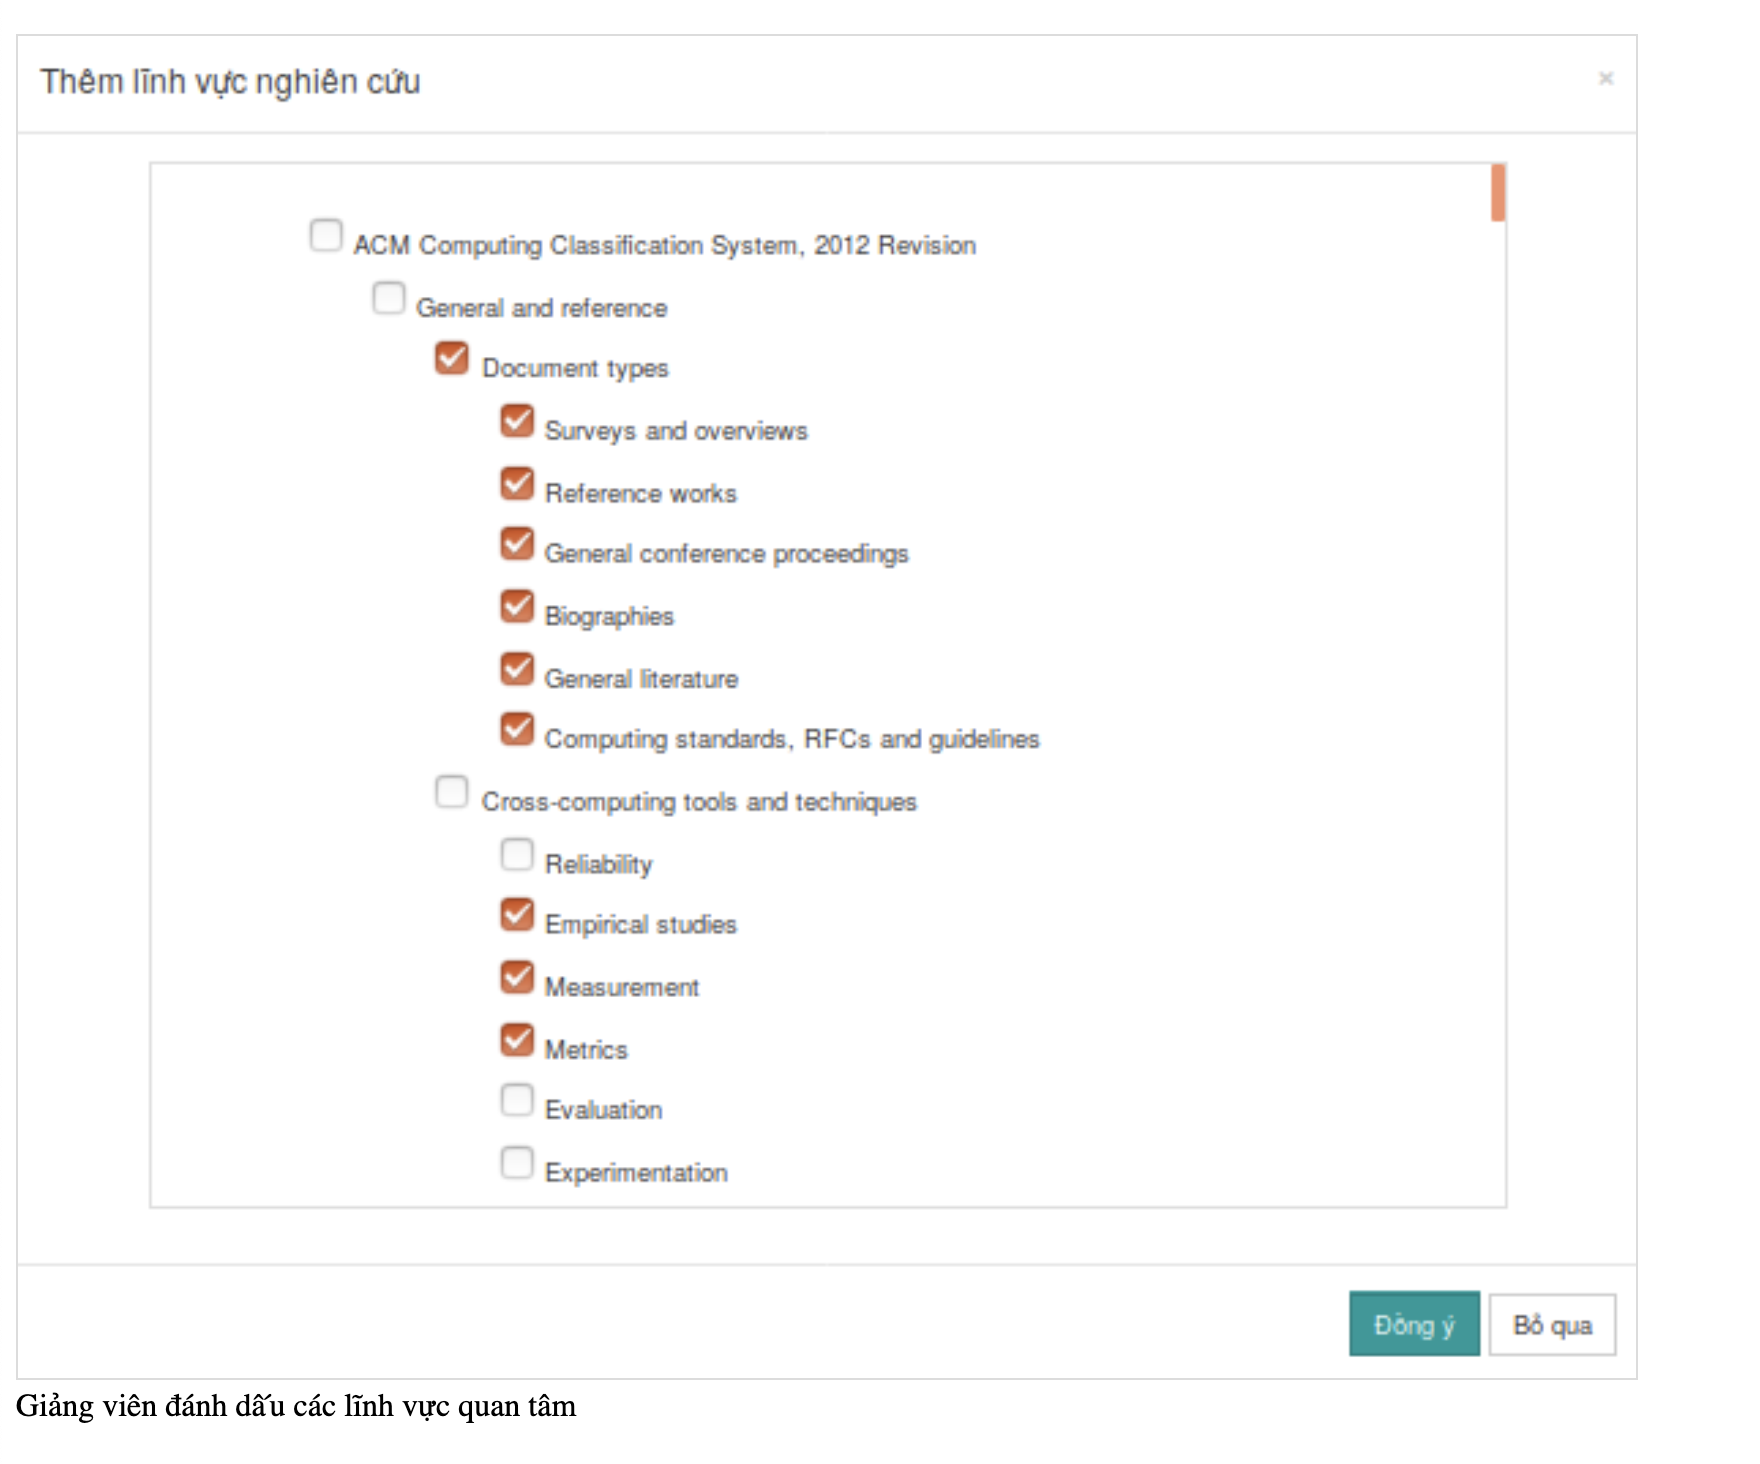 Thêm lĩnh vực nghiên cứu
×
ACM Computing Classification System, 2012 Revision
General and reference
Document types
Surveys and overviews
Reference works
General conference proceedings
Biographies
General literature
Computing standards, RFCs and guidelines
Cross-computing tools and techniques
Reliability
Empirical studies
Measurement
Metrics
Evaluation
Experimentation
Đồng ý Bỏ qua
Giảng viên đánh dấu các lĩnh vực quan tâm